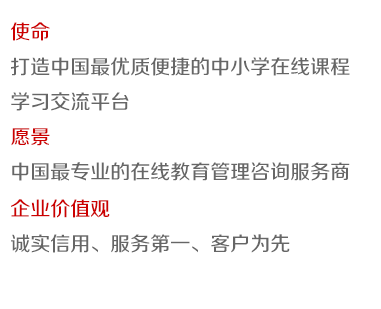 使命
打造中国最优质便捷的中小学在线课程
学习交流平台
愿景
中国最专业的在线教育管理咨询服务商
企业价值观
诚实信用、服务第一、客户为先